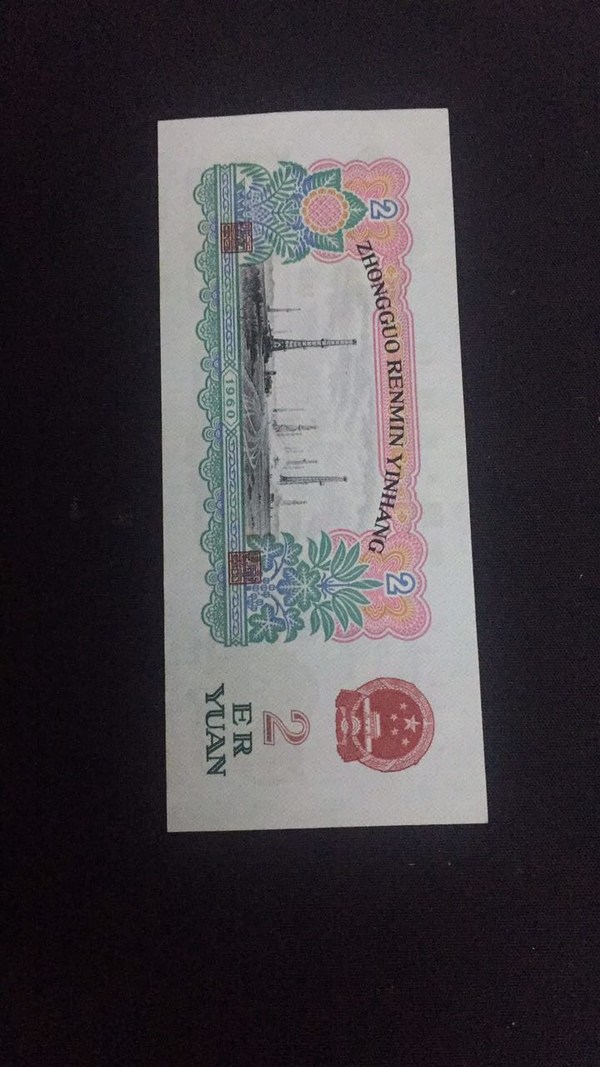 2
2
ZHONGGUO RENMIN YINHANG
1960
2
ER
YUAN